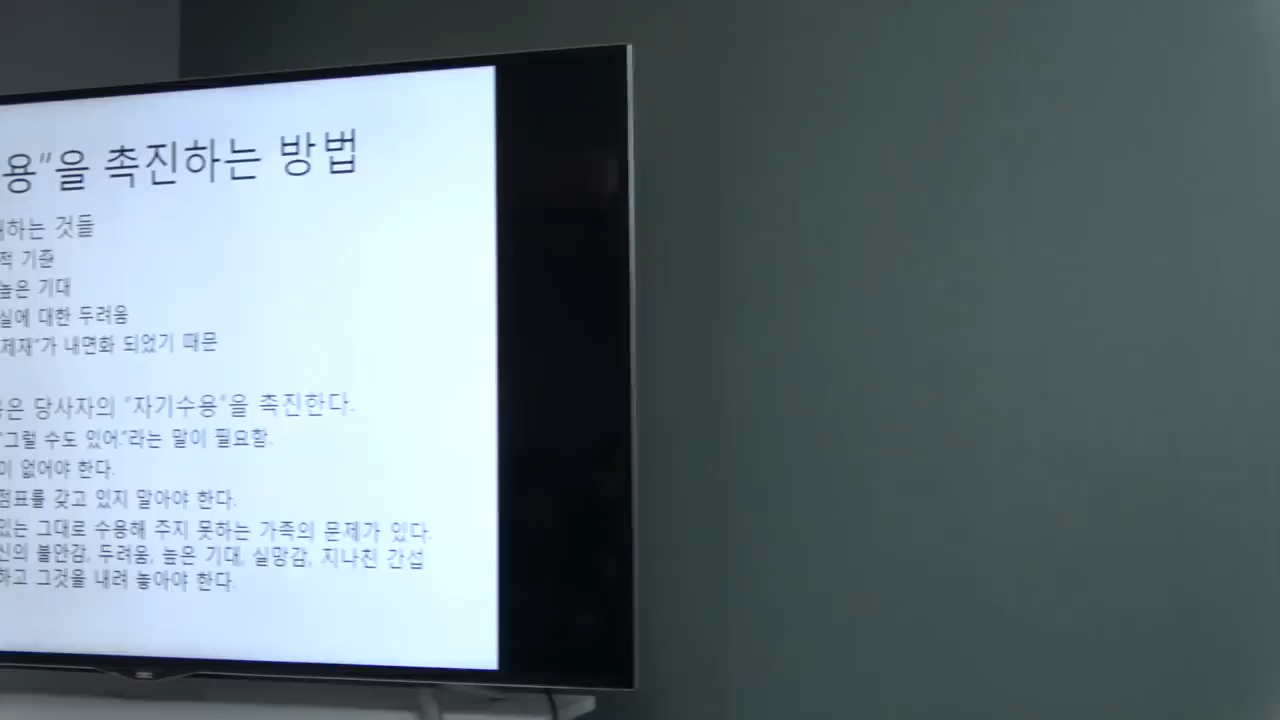 용"을 촉진하는 방법
하는 것들
적 기준
높은 기대
실에 대한 두려움
제재"가 내면화 되었기 때문
은 당사자의 "자기수용"을 촉진한다.
"그럴 수도 있어."라는 말이 필요함.
이 없어야 한다.
점표를 갖고 있지 말아야 한다.
있는 그대로 수용해 주지 못하는 가족의 문제가 있다.
신의 불안감, 두려움, 높은 기대, 실망감, 지나친 간섭
하고 그것을 내려 놓아야 한다.